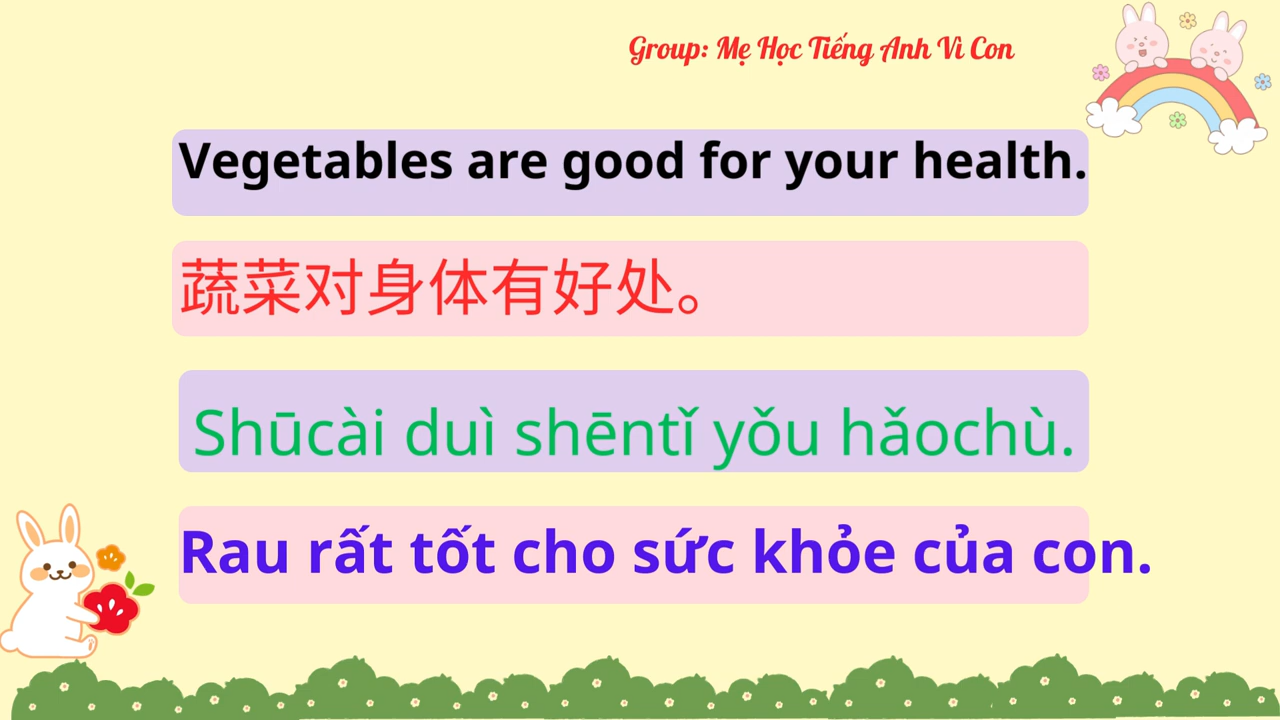 Group: Mẹ Học Tiếng Anh Vì Con
Vegetables are good for your health.
蔬菜对身体有好处。
Shūcài duì shēntǐ yǒu hǎochù.
Rau rất tốt cho sức khỏe của con.